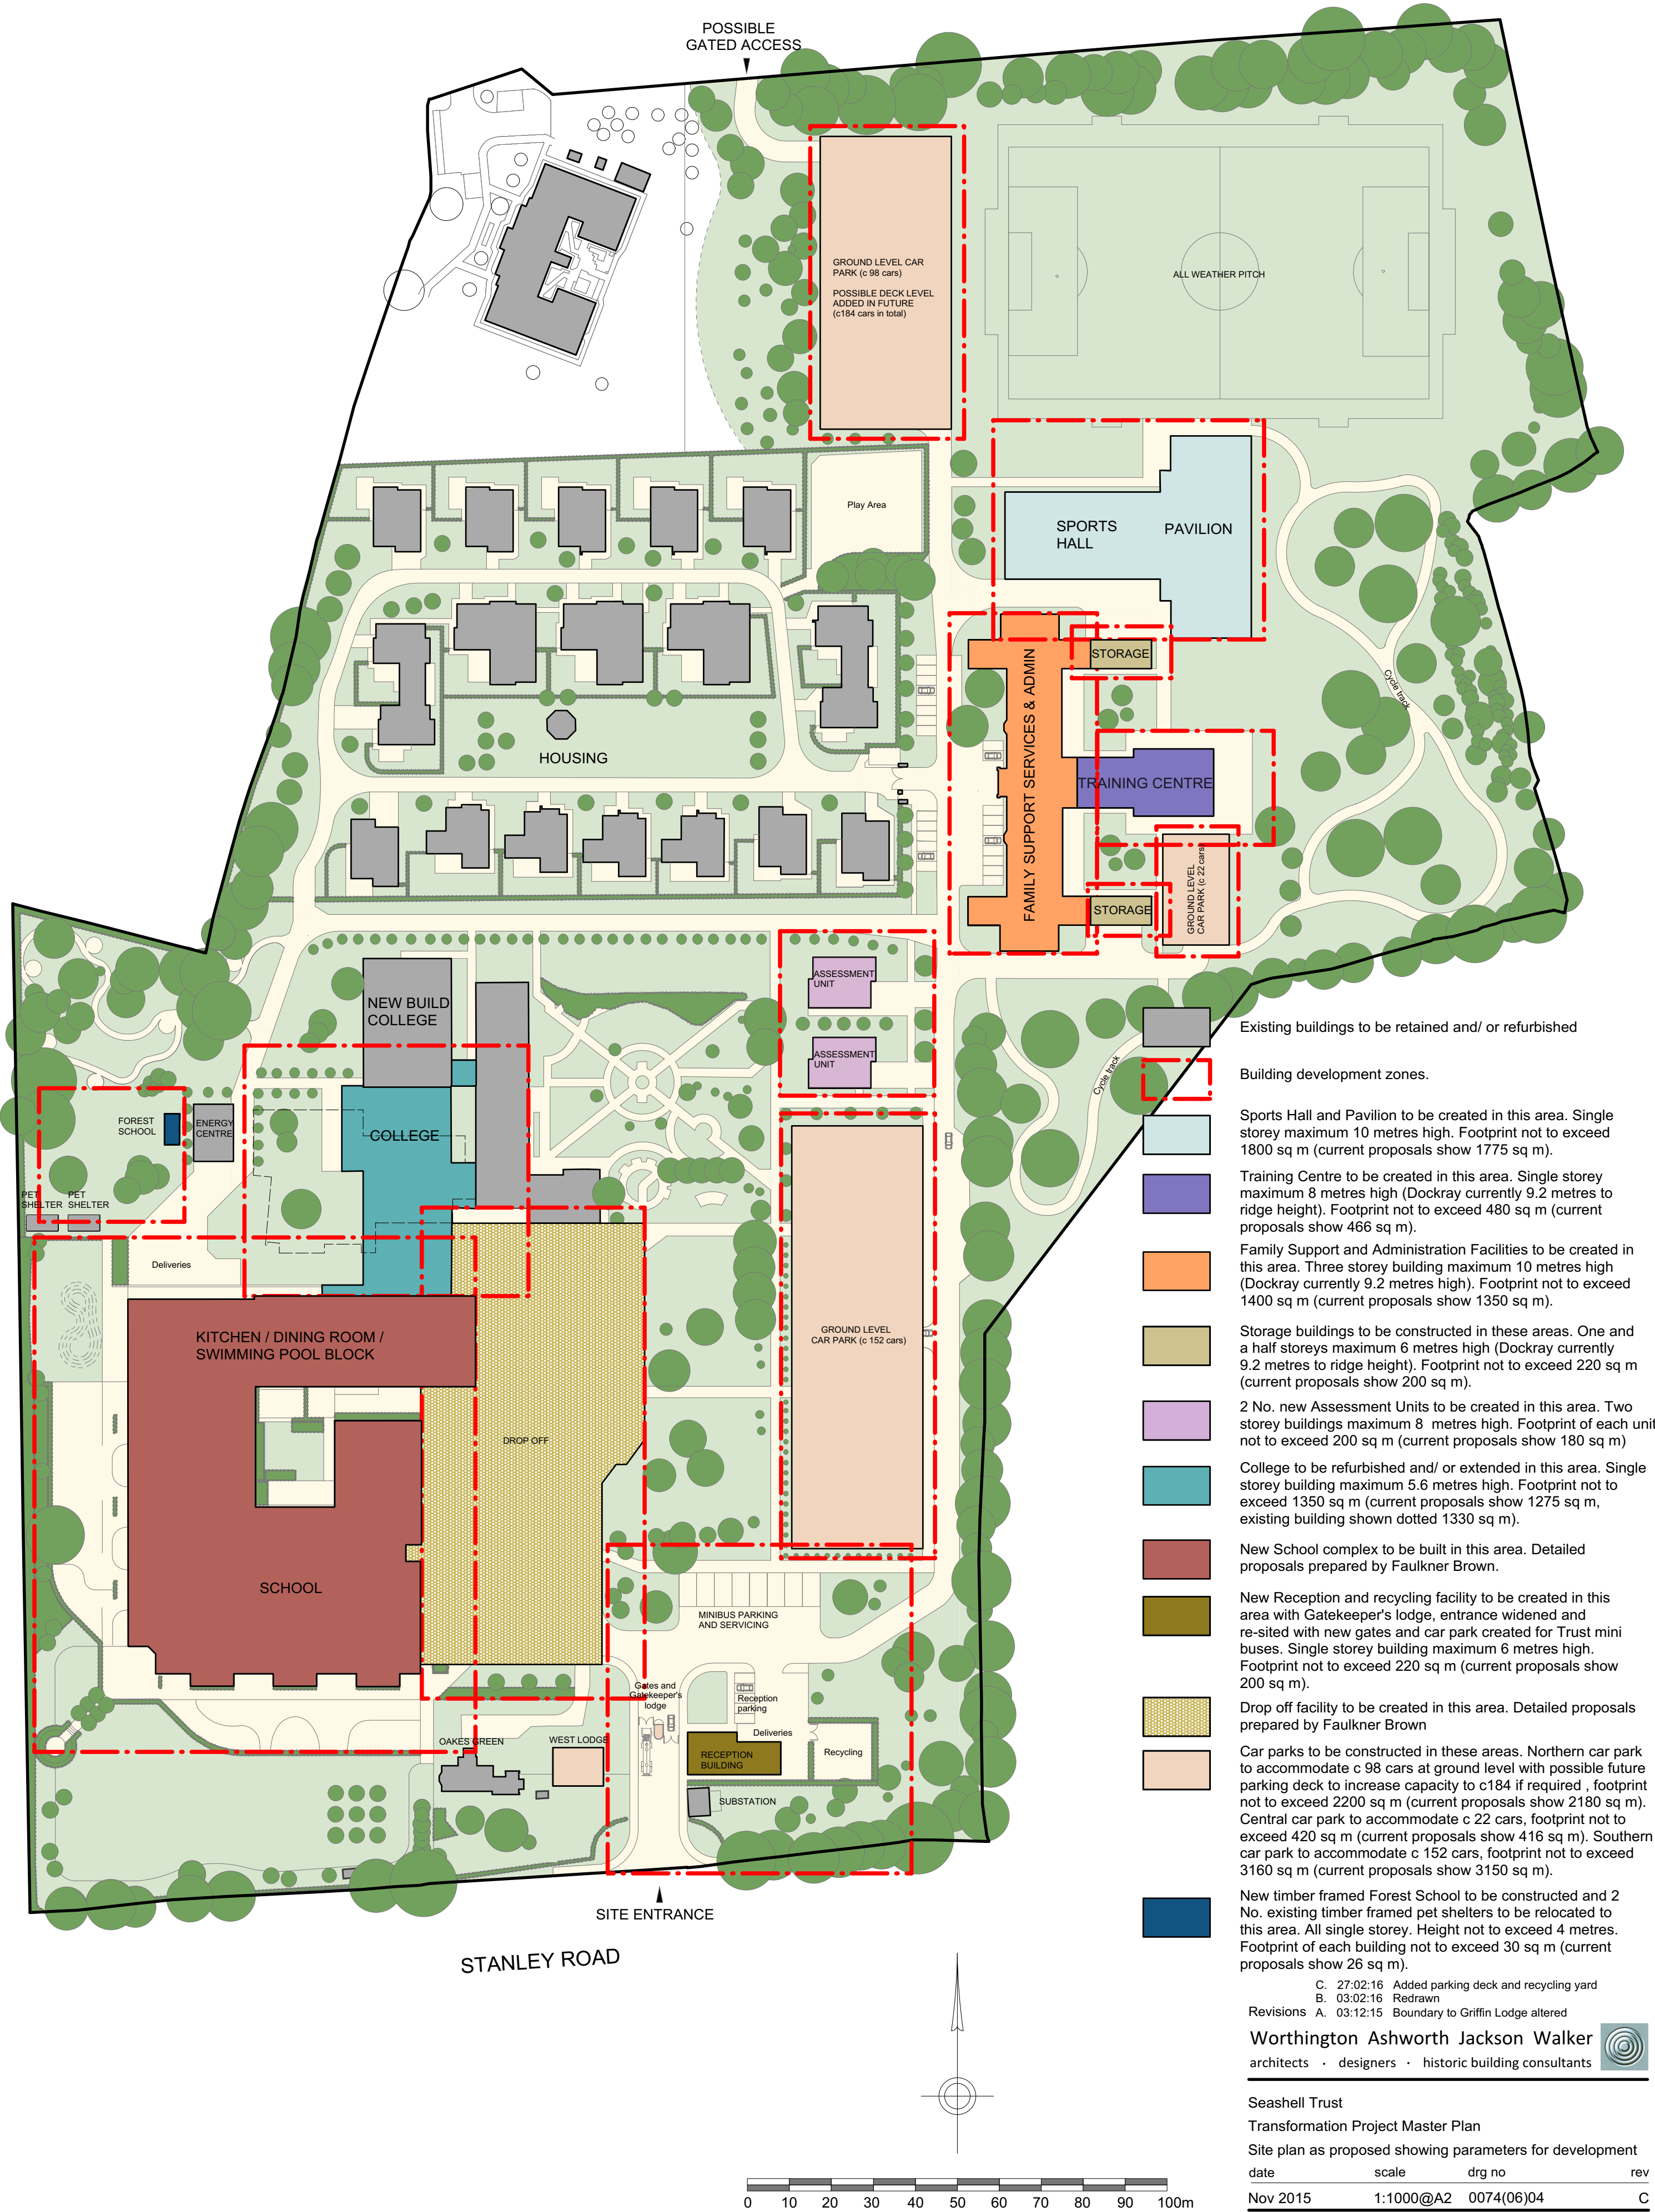 POSSIBLE
GATED ACCESS
GROUND LEVEL CAR
PARK (c 98 cars)
POSSIBLE DECK LEVEL
ADDED IN FUTURE
(c184 cars in total)
ALL WEATHER PITCH
Play Area
SPORTS
HALL
PAVILION
STORAGE
FAMILY SUPPORT SERVICES & ADMIN
Cycle track
HOUSING
TRAINING CENTRE
GROUND LEVEL
CAR PARK (c 22 cars)
STORAGE
ASSESSMENT
UNIT
ASSESSMENT
UNIT
NEW BUILD
COLLEGE
Cycle track
FOREST
SCHOOL
ENERGY
CENTRE
COLLEGE
PET
SHELTER
PET
SHELTER
Deliveries
KITCHEN / DINING ROOM /
SWIMMING POOL BLOCK
GROUND LEVEL
CAR PARK (c 152 cars)
DROP OFF
SCHOOL
MINIBUS PARKING
AND SERVICING
Gates and
Gatekeeper's
lodge
Reception
parking
Deliveries
OAKES GREEN
WEST LODGE
RECEPTION
BUILDING
Recycling
SUBSTATION
SITE ENTRANCE
STANLEY ROAD
Existing buildings to be retained and/ or refurbished
Building development zones.
Sports Hall and Pavilion to be created in this area. Single
storey maximum 10 metres high. Footprint not to exceed
1800 sq m (current proposals show 1775 sq m).
Training Centre to be created in this area. Single storey
maximum 8 metres high (Dockray currently 9.2 metres to
ridge height). Footprint not to exceed 480 sq m (current
proposals show 466 sq m).
Family Support and Administration Facilities to be created in
this area. Three storey building maximum 10 metres high
(Dockray currently 9.2 metres high). Footprint not to exceed
1400 sq m (current proposals show 1350 sq m).
Storage buildings to be constructed in these areas. One and
a half storeys maximum 6 metres high (Dockray currently
9.2 metres to ridge height). Footprint not to exceed 220 sq m
(current proposals show 200 sq m).
2 No. new Assessment Units to be created in this area. Two
storey buildings maximum 8 metres high. Footprint of each unit
not to exceed 200 sq m (current proposals show 180 sq m)
College to be refurbished and/ or extended in this area. Single
storey building maximum 5.6 metres high. Footprint not to
exceed 1350 sq m (current proposals show 1275 sq m,
existing building shown dotted 1330 sq m).
New School complex to be built in this area. Detailed
proposals prepared by Faulkner Brown.
New Reception and recycling facility to be created in this
area with Gatekeeper's lodge, entrance widened and
re-sited with new gates and car park created for Trust mini
buses. Single storey building maximum 6 metres high.
Footprint not to exceed 220 sq m (current proposals show
200 sq m).
Drop off facility to be created in this area. Detailed proposals
prepared by Faulkner Brown
Car parks to be constructed in these areas. Northern car park
to accommodate c 98 cars at ground level with possible future
parking deck to increase capacity to c184 if required , footprint
not to exceed 2200 sq m (current proposals show 2180 sq m).
Central car park to accommodate c 22 cars, footprint not to
exceed 420 sq m (current proposals show 416 sq m). Southern
car park to accommodate c 152 cars, footprint not to exceed
3160 sq m (current proposals show 3150 sq m).
New timber framed Forest School to be constructed and 2
No. existing timber framed pet shelters to be relocated to
this area. All single storey. Height not to exceed 4 metres.
Footprint of each building not to exceed 30 sq m (current
proposals show 26 sq m).
C. 27:02:16 Added parking deck and recycling yard
B. 03:02:16 Redrawn
Revisions A. 03:12:15 Boundary to Griffin Lodge altered
Worthington Ashworth Jackson Walker
architects · designers · historic building consultants
Seashell Trust
Transformation Project Master Plan
Site plan as proposed showing parameters for development
date scale drg no rev
Nov 2015 1:1000@A2 0074(06)04 C
0 10 20 30 40 50 60 70 80 90 100m